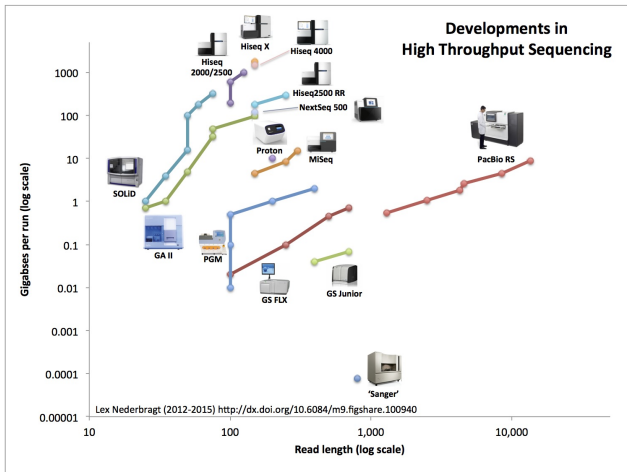 Developments in
High Throughput Sequencing
Gigabses per run (log scale)
1000
100
10
1
0.1
0.01
0.001
0.0001
0.00001
10
100
1,000
10,000
Read length (log scale)
Hiseq X
Hiseq 4000
Hiseq
2000/2500
Hiseq2500 RR
NextSeq 500
Proton
MiSeq
PacBio RS
SOLiD
GA II
PGM
GS FLX
GS Junior
‘Sanger’
Lex Nederbragt (2012-2015) http://dx.doi.org/10.6084/m9.figshare.100940